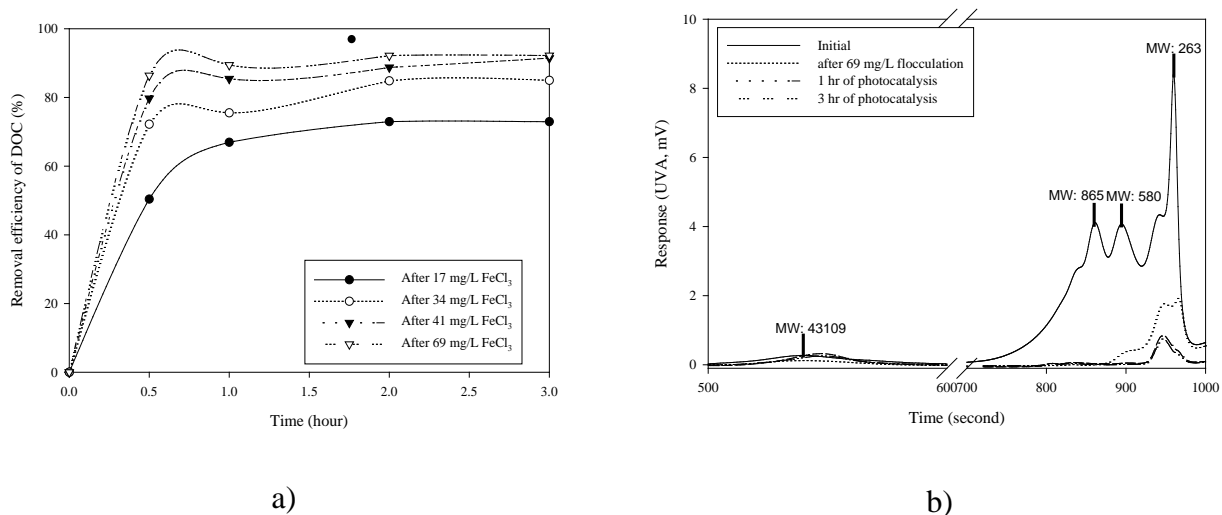 100
80
60
40
20
0
Removal efficiency of DOC (%)
0.0 0.5 1.0 1.5 2.0 2.5 3.0
Time (hour)
After 17 mg/L FeCl₃
After 34 mg/L FeCl₃
After 41 mg/L FeCl₃
After 69 mg/L FeCl₃
a)
10
8
6
4
2
0
Response (UVA, mV)
Initial
after 69 mg/L flocculation
1 hr of photocatalysis
3 hr of photocatalysis
MW: 263
MW: 865 MW: 580
MW: 43109
500 600 700 800 900 1000
Time (second)
b)